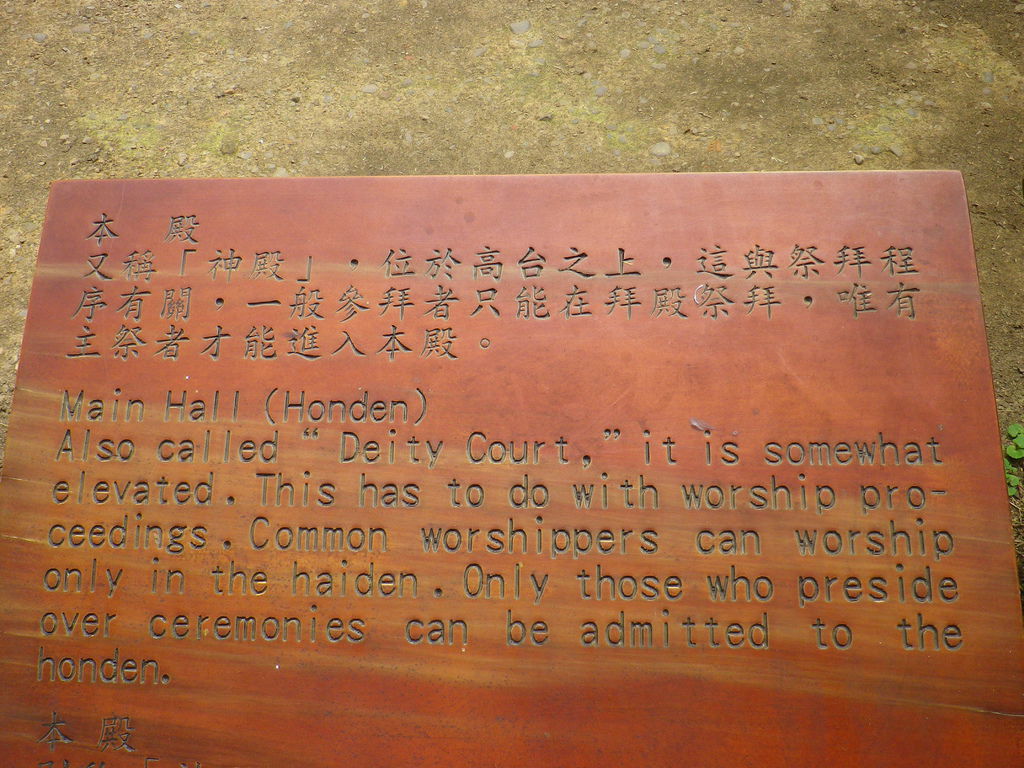 本 殿
又稱「神殿」，位於高台之上，這與祭拜程
序有關，一般參拜者只能在拜殿祭拜，唯有
主祭者才能進入本殿。
Main Hall (Honden)
Also called “Deity Court,” it is somewhat
elevated. This has to do with worship pro-
ceedings. Common worshippers can worship
only in the haiden. Only those who preside
over ceremonies can be admitted to the
honden.
本 殿